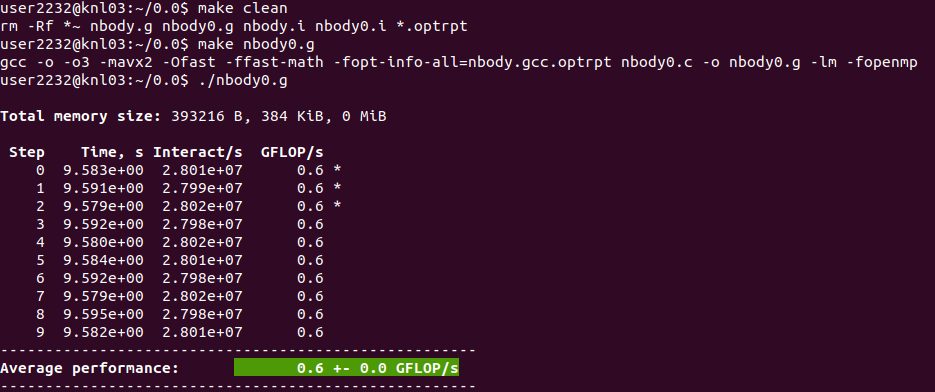 user2232@knl03:~/0.0$ make clean
rm -Rf *~ nbody.g nbody0.g nbody.i nbody0.i *.optrpt
user2232@knl03:~/0.0$ make nbody0.g
gcc -o -o3 -mavx2 -Ofast -ffast-math -fopt-info-all=nbody.gcc.optrpt nbody0.c -o nbody0.g -lm -fopenmp
user2232@knl03:~/0.0$ ./nbody0.g
Total memory size: 393216 B, 384 KiB, 0 MiB
Step Time, s Interact/s GFLOP/s
0 9.583e+00 2.801e+07 0.6 *
1 9.591e+00 2.799e+07 0.6 *
2 9.579e+00 2.802e+07 0.6 *
3 9.592e+00 2.798e+07 0.6
4 9.580e+00 2.802e+07 0.6
5 9.584e+00 2.801e+07 0.6
6 9.592e+00 2.798e+07 0.6
7 9.579e+00 2.802e+07 0.6
8 9.595e+00 2.798e+07 0.6
9 9.582e+00 2.801e+07 0.6
-----------------------------------------------------
Average performance: 0.6 +- 0.0 GFLOP/s
-----------------------------------------------------